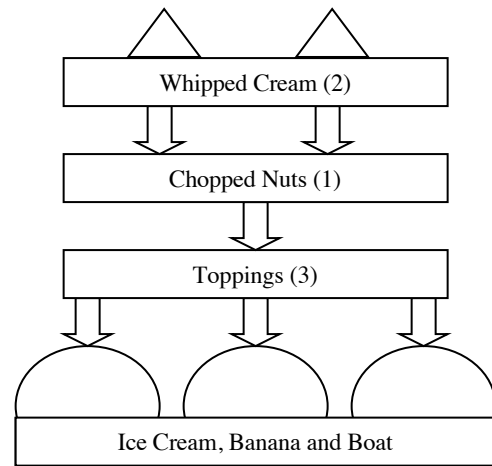 Whipped Cream (2)
Chopped Nuts (1)
Toppings (3)
Ice Cream, Banana and Boat